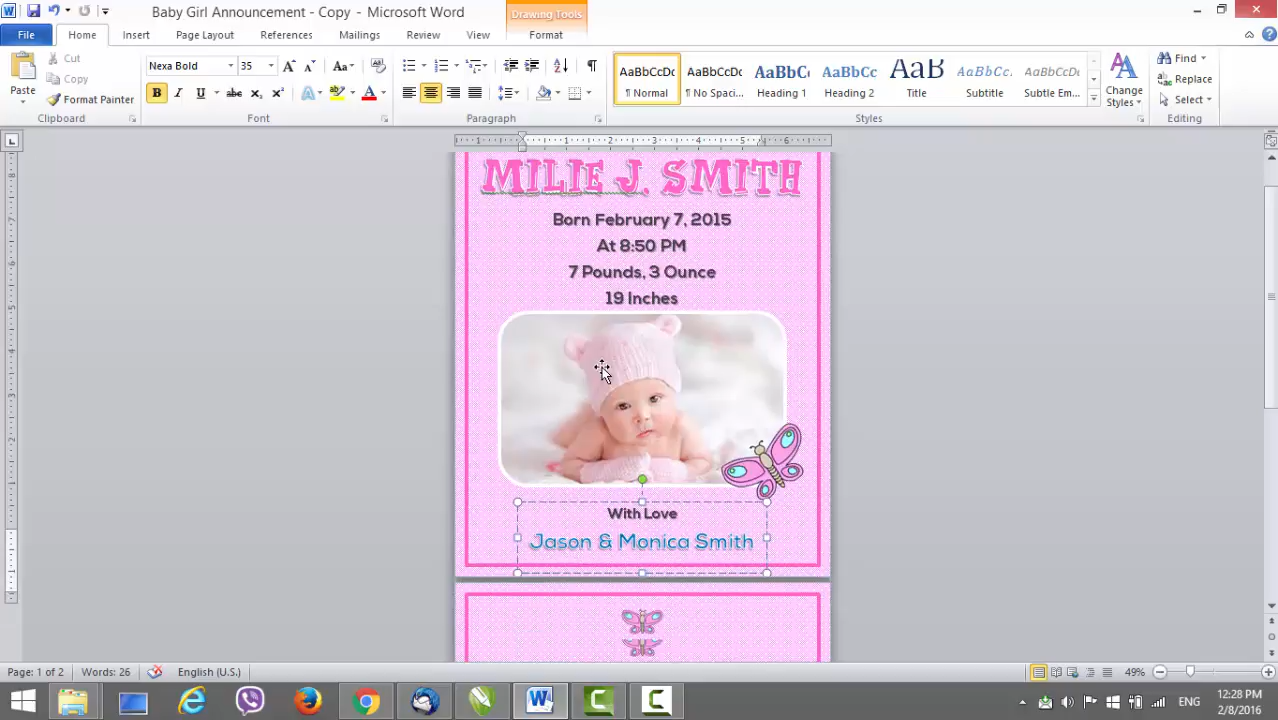 Baby Girl Announcement - Copy - Microsoft Word
Drawing Tools
File Home Insert Page Layout References Mailings Review View Format
Paste
Cut
Copy
Format Painter
Clipboard
Nexa Bold 35
Font
Paragraph
AaBbCcDc AaBbCcDc AaBbC AaBbCc AaB AaBbCcL AaBbCcDc
¶ Normal ¶ No Spaci... Heading 1 Heading 2 Title Subtitle Subtle Em...
Styles
Change Styles
Find
Replace
Select
Editing
MILIE J. SMITH
Born February 7, 2015
At 8:50 PM
7 Pounds, 3 Ounce
19 Inches
With Love
Jason & Monica Smith
Page: 1 of 2 Words: 26 English (U.S.) 49%
ENG
12:28 PM
2/8/2016